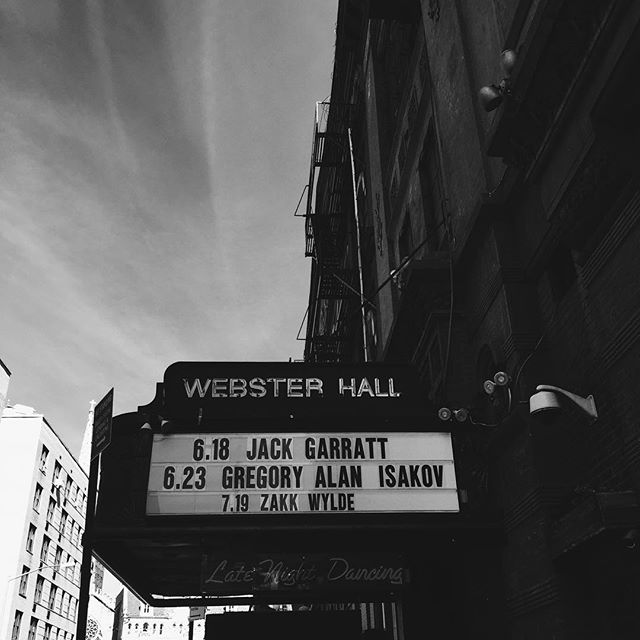 WEBSTER HALL
6.18 JACK GARRATT
6.23 GREGORY ALAN ISAKOV
7.19 ZAKK WYLDE
Late Night Dancing